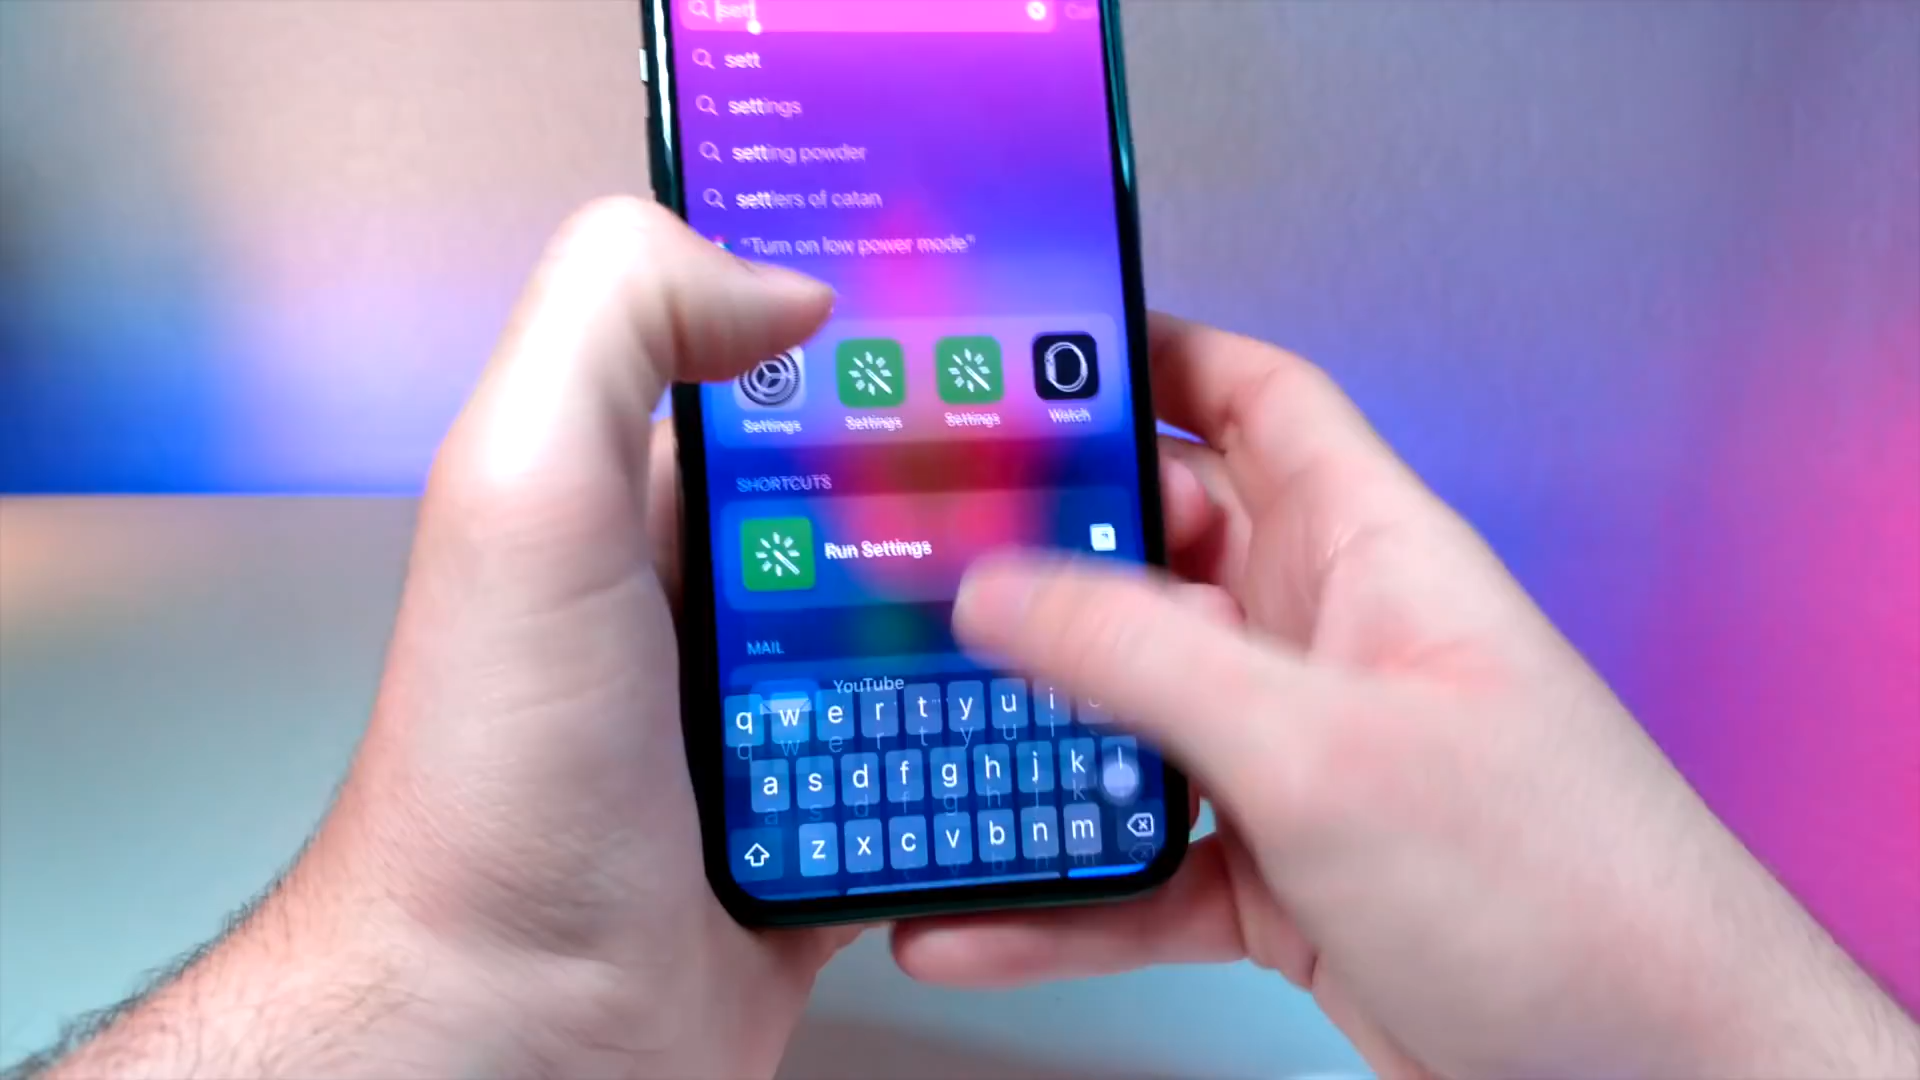 sett
sett
settings
setting powder
settlers of catan
"Turn on low power mode"
Settings Settings Settings Watch
SHORTCUTS
Run Settings
MAIL
YouTube
q w e r t y u i
a s d f g h j k l
z x c v b n m